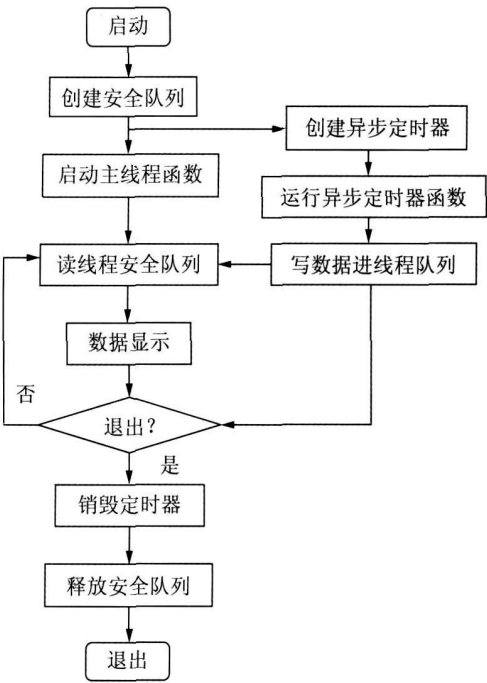 启动
创建安全队列
创建异步定时器
启动主线程函数
运行异步定时器函数
读线程安全队列
写数据进线程队列
数据显示
否
退出?
是
销毁定时器
释放安全队列
退出